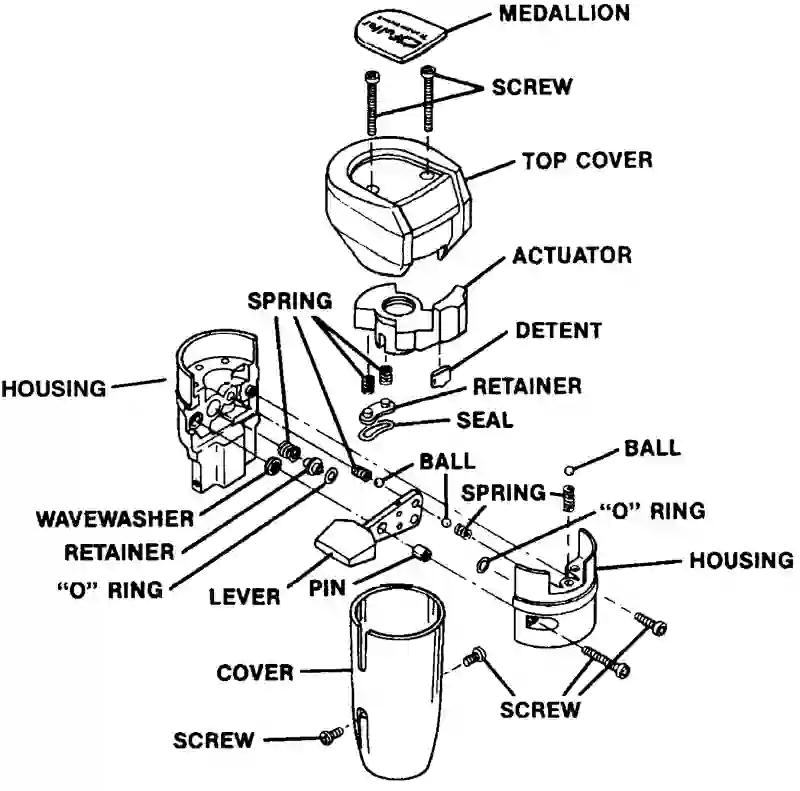 MEDALLION
Fuller
SCREW
TOP COVER
ACTUATOR
SPRING
DETENT
HOUSING
RETAINER
SEAL
BALL
BALL
SPRING
"O" RING
WAVEWASHER
RETAINER
HOUSING
"O" RING
LEVER
PIN
COVER
SCREW
SCREW